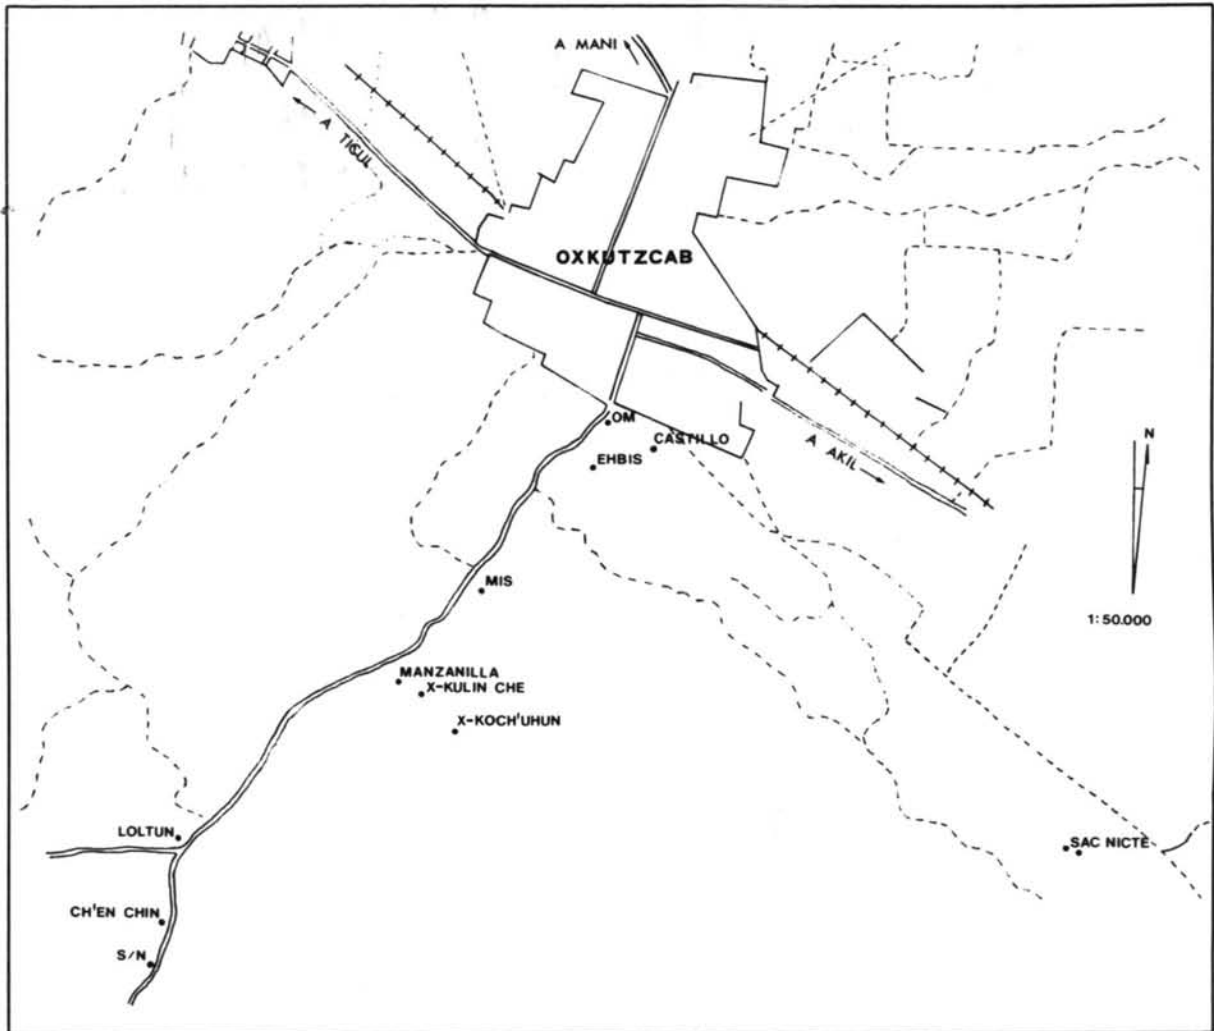 A MANI
A TICUL
OXKUTZCAB
OM
CASTILLO
EHBIS
A AKIL
N
MIS
1:50.000
MANZANILLA
X-KULIN CHE
X-KOCH'UHUN
LOLTUN
SAC NICTE
CH'EN CHIN
S/N